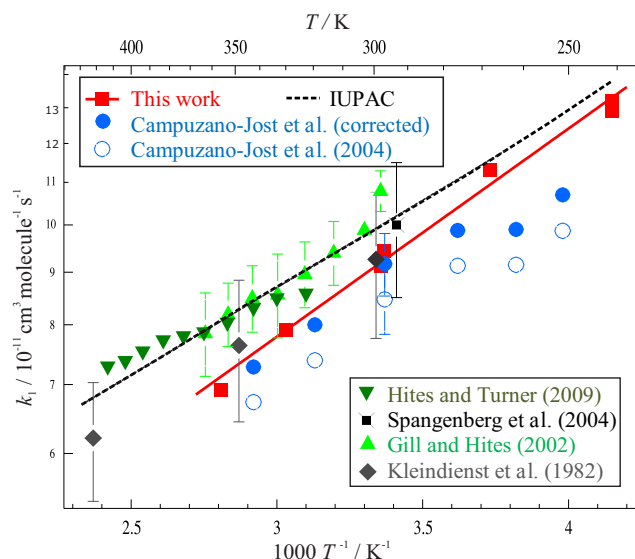 T / K
400
350
300
250
This work
IUPAC
Campuzano-Jost et al. (corrected)
Campuzano-Jost et al. (2004)
13
12
11
10
9
8
7
6
k₁ / 10⁻¹¹ cm³ molecule⁻¹ s⁻¹
Hites and Turner (2009)
Spangenberg et al. (2004)
Gill and Hites (2002)
Kleindienst et al. (1982)
2.5
3
3.5
4
1000 T⁻¹ / K⁻¹